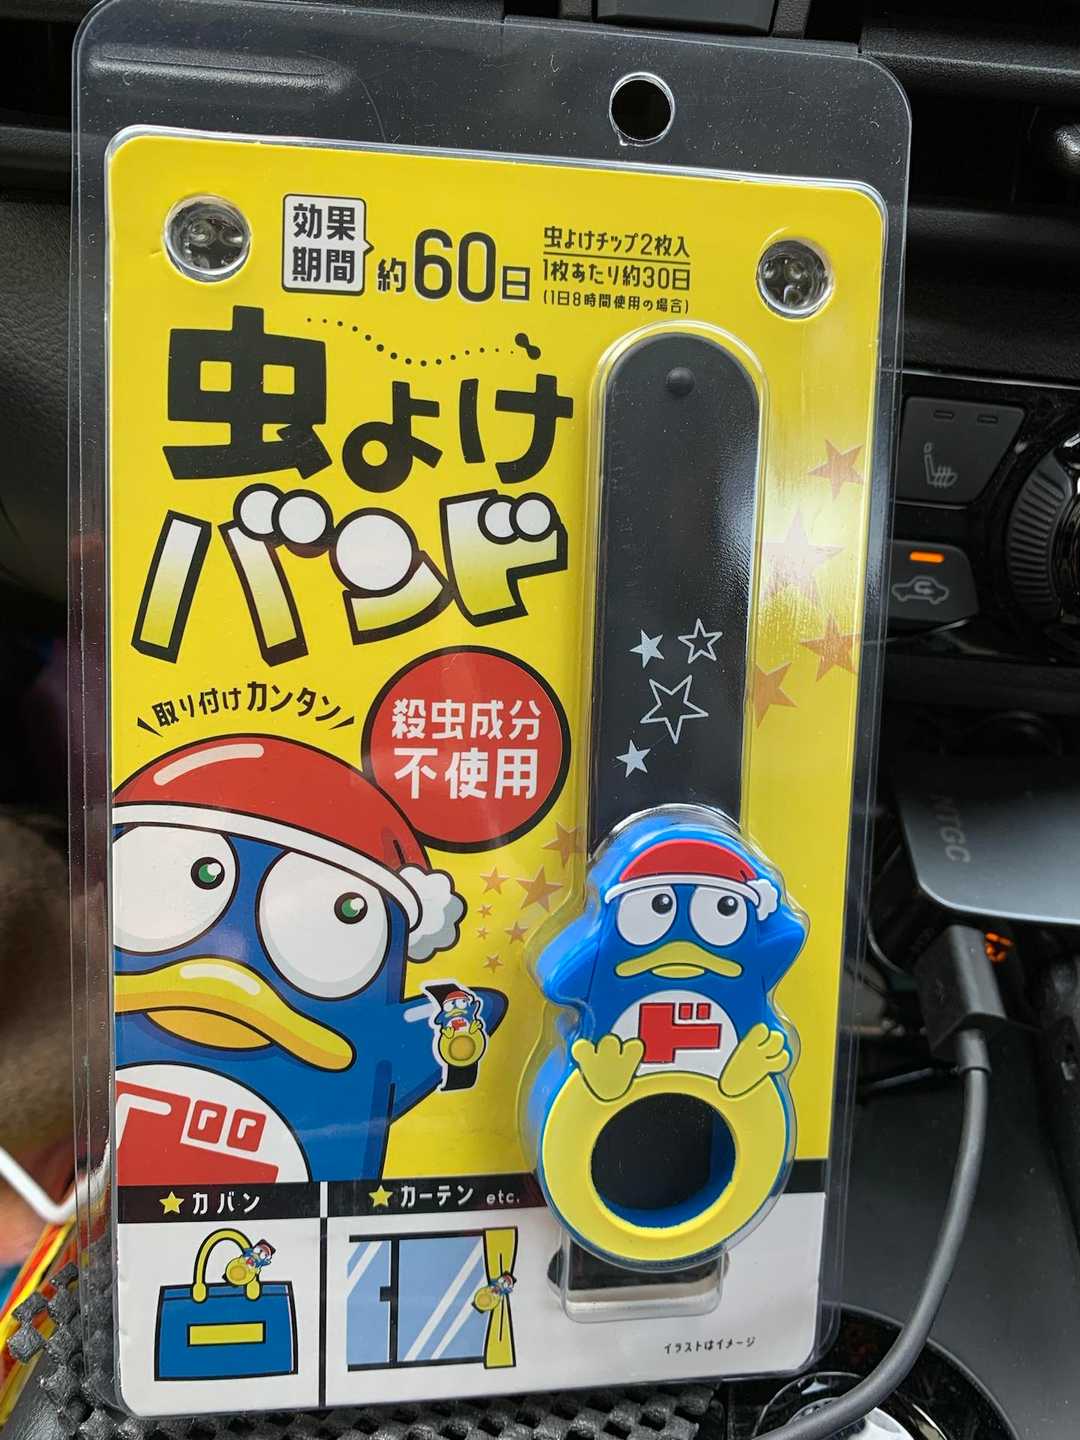 効果
期間
約60日
虫よけチップ2枚入
1枚あたり約30日
(1日8時間使用の場合)
虫よけ
バンド
取り付けカンタン
殺虫成分
不使用
ド
ド
カバン
カーテン etc.
イラストはイメージ
NTGC